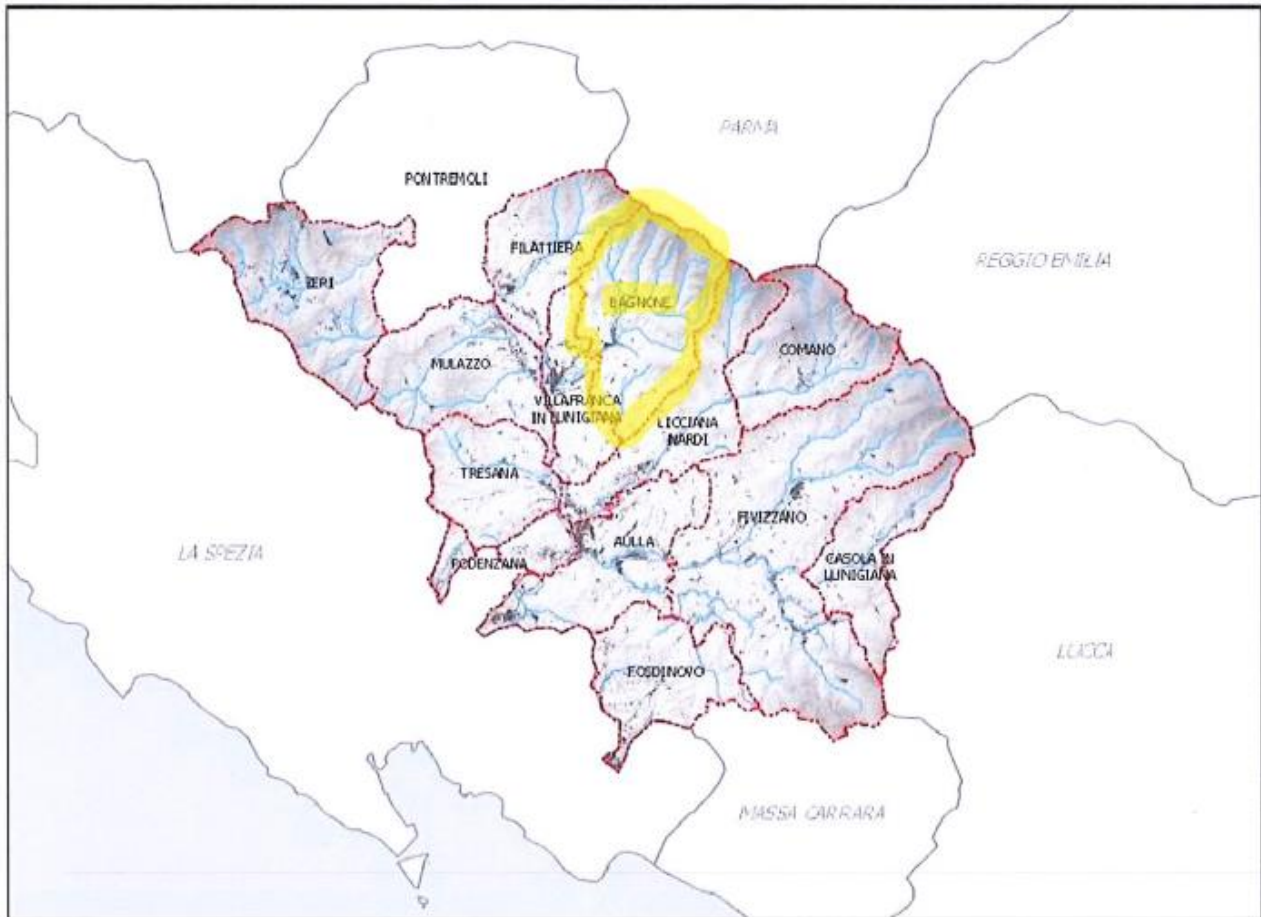 PARMA
PONTREMOLI
REGGIO EMILIA
FILATTIERA
ZERI
BAGNONE
COMANO
MULAZZO
VILLAFRANCA
IN LUNIGIANA
LICCIANA
NARDI
TRESANA
FIVIZZANO
AULLA
LA SPEZIA
PODENZANA
CASOLA IN
LUNIGIANA
FOSDINOVO
LUCCA
MASSA CARRARA